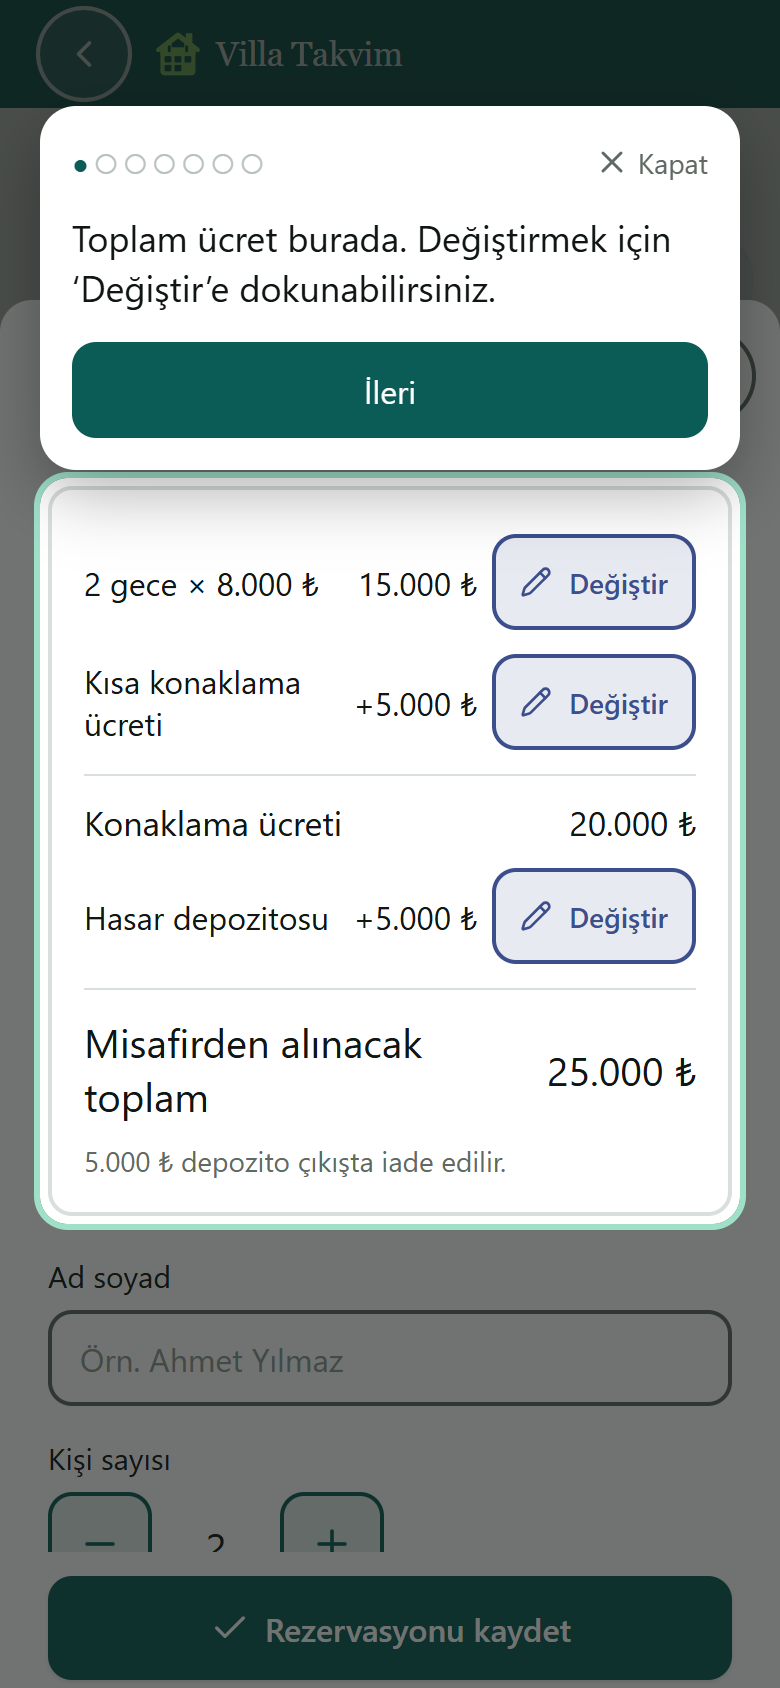 Villa Takvim
Kapat
Toplam ücret burada. Değiştirmek için
‘Değiştir’e dokunabilirsiniz.
İleri
2 gece × 8.000 ₺ 15.000 ₺ Değiştir
Kısa konaklama
ücreti
+5.000 ₺ Değiştir
Konaklama ücreti 20.000 ₺
Hasar depozitosu +5.000 ₺ Değiştir
Misafirden alınacak
toplam
25.000 ₺
5.000 ₺ depozito çıkışta iade edilir.
Ad soyad
Örn. Ahmet Yılmaz
Kişi sayısı
− 2 +
Rezervasyonu kaydet